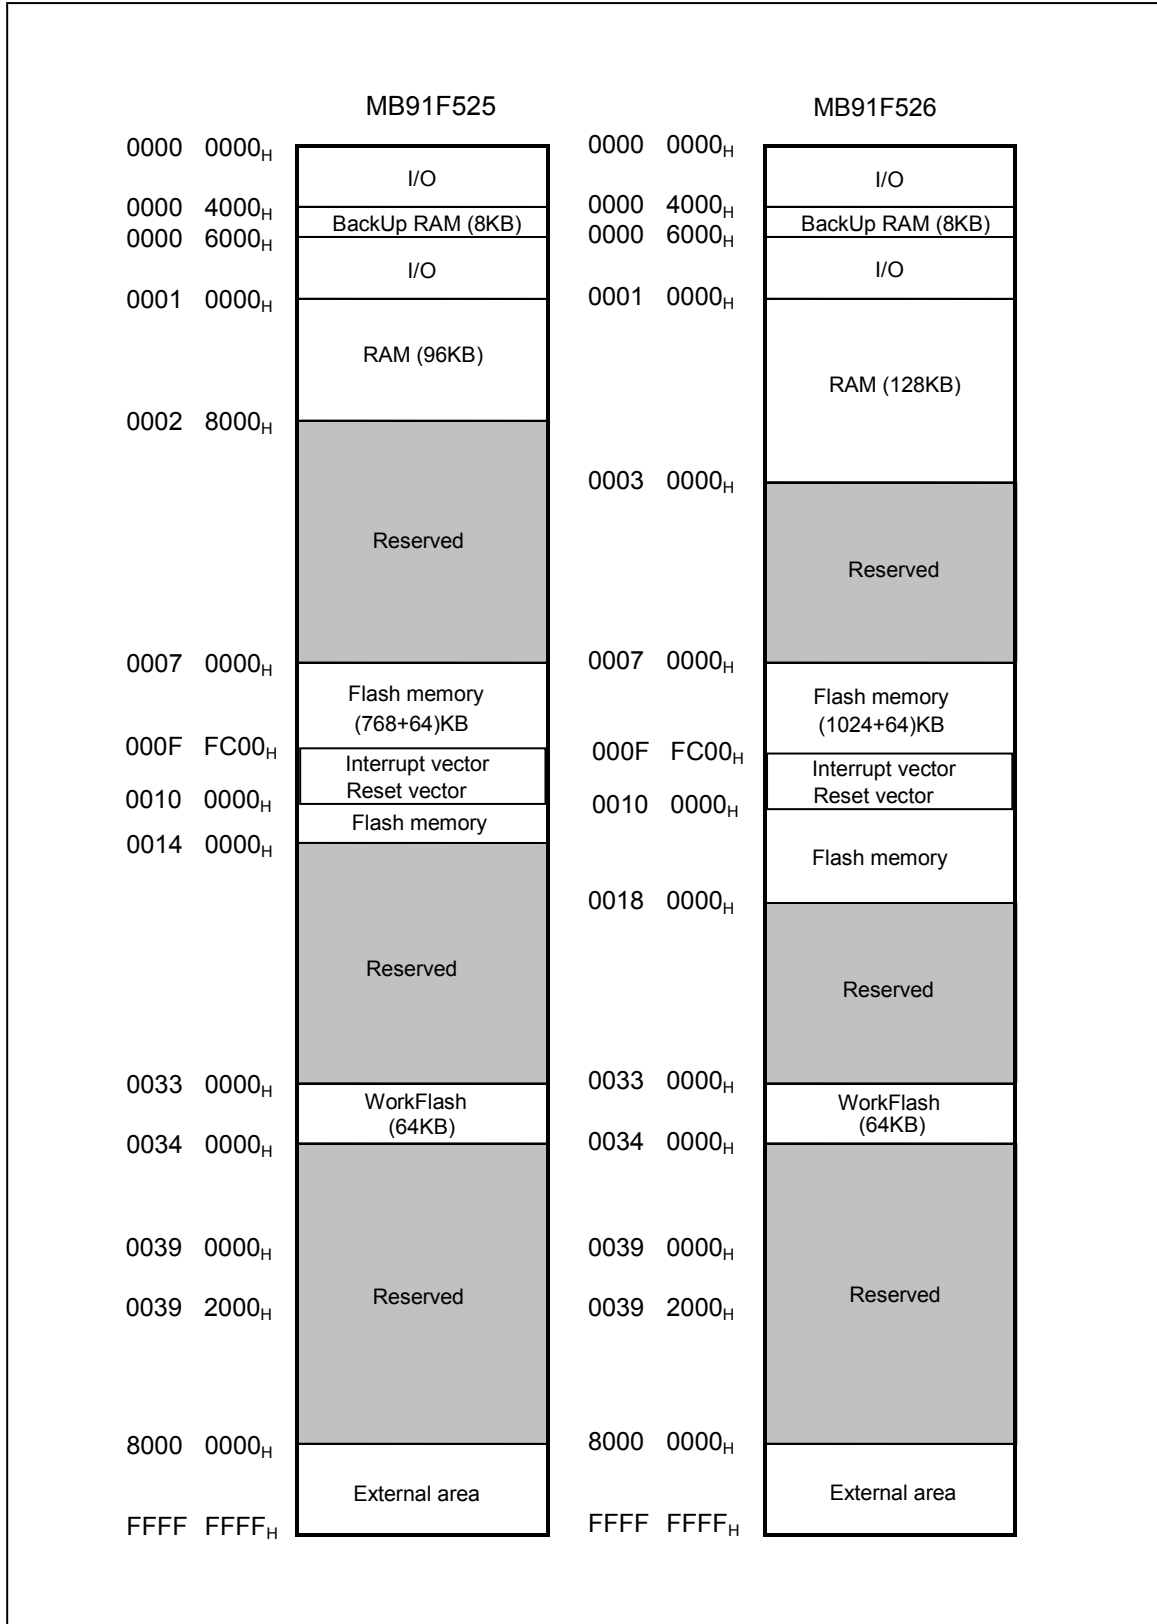 MB91F525
0000 0000H
I/O
0000 4000H
BackUp RAM (8KB)
0000 6000H
I/O
0001 0000H
RAM (96KB)
0002 8000H
Reserved
0007 0000H
Flash memory
(768+64)KB
000F FC00H
Interrupt vector
Reset vector
0010 0000H
Flash memory
0014 0000H
Reserved
0033 0000H
WorkFlash
(64KB)
0034 0000H
0039 0000H
Reserved
0039 2000H
8000 0000H
External area
FFFF FFFFH
MB91F526
0000 0000H
I/O
0000 4000H
BackUp RAM (8KB)
0000 6000H
I/O
0001 0000H
RAM (128KB)
0003 0000H
Reserved
0007 0000H
Flash memory
(1024+64)KB
000F FC00H
Interrupt vector
Reset vector
0010 0000H
Flash memory
0018 0000H
Reserved
0033 0000H
WorkFlash
(64KB)
0034 0000H
0039 0000H
Reserved
0039 2000H
8000 0000H
External area
FFFF FFFFH